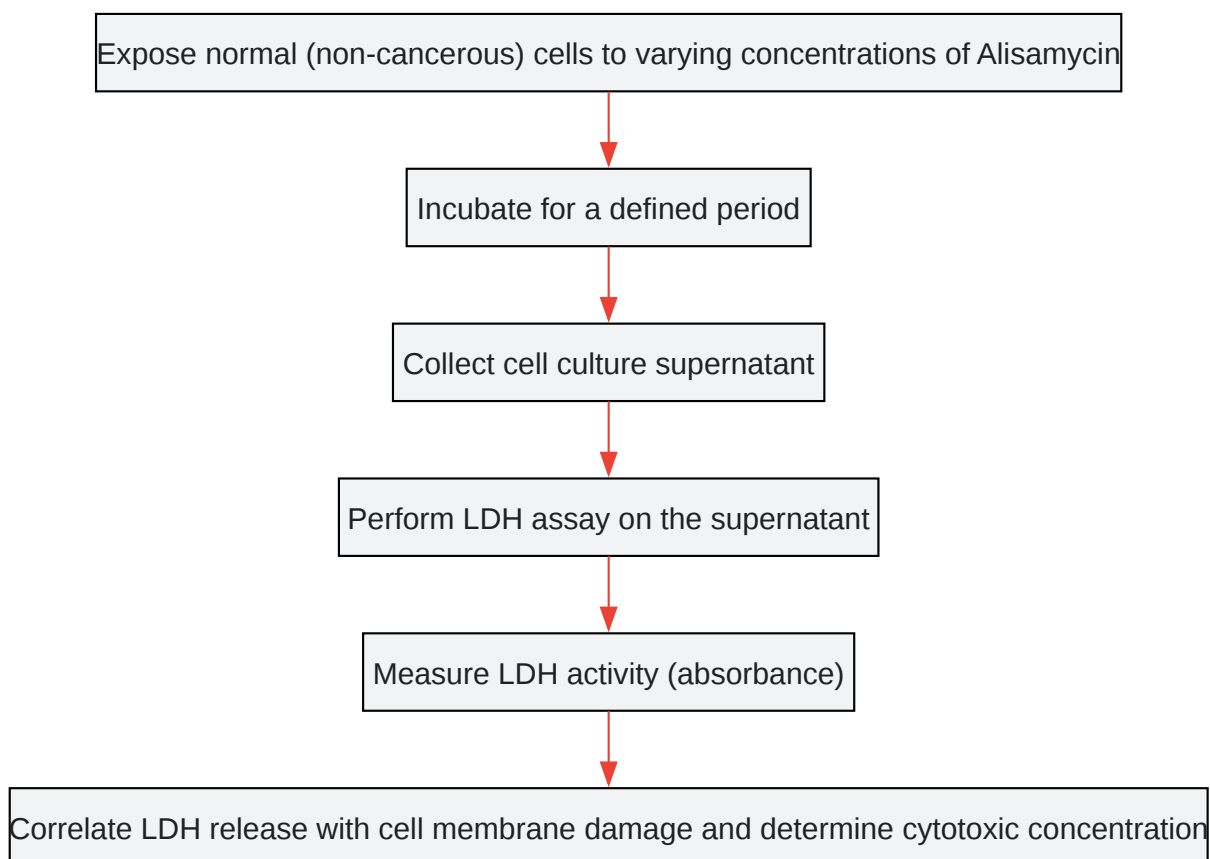 Expose normal (non-cancerous) cells to varying concentrations of Alisamycin
Incubate for a defined period
Collect cell culture supernatant
Perform LDH assay on the supernatant
Measure LDH activity (absorbance)
Correlate LDH release with cell membrane damage and determine cytotoxic concentration